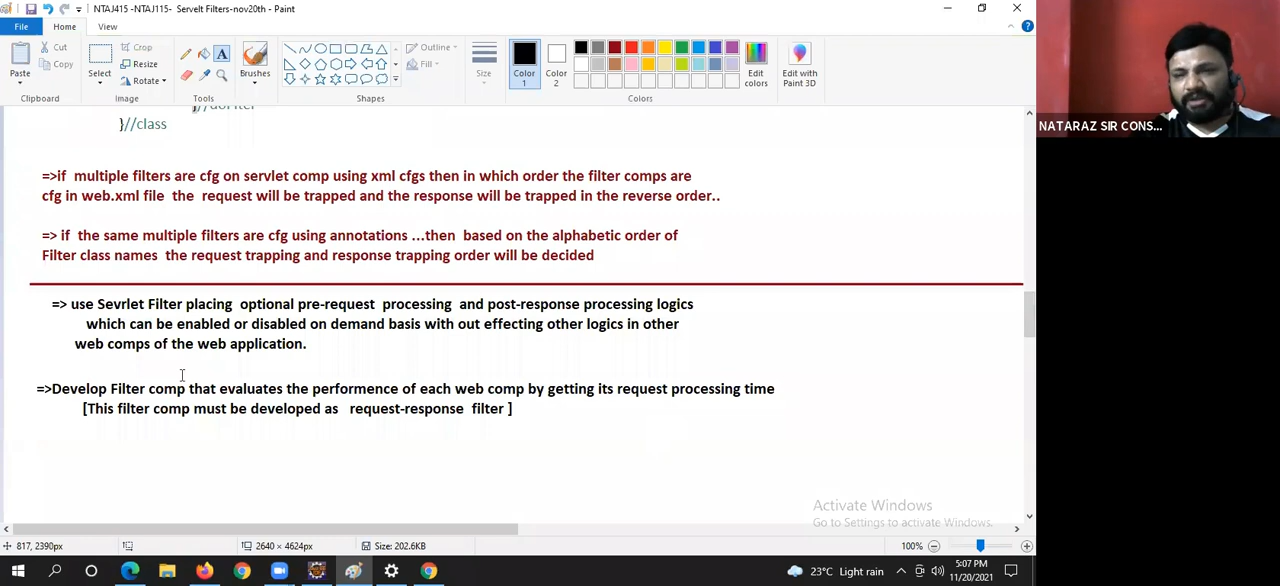 NTAJ415 -NTAJ115- Servelt Filters-nov20th - Paint
File Home View
Paste Cut Copy
Select Crop Resize Rotate
Brushes
Outline Fill
Size
Color 1
Color 2
Edit colors
Edit with Paint 3D
Clipboard Image Tools Shapes Colors
}//class
NATARAZ SIR CONS...
=>if multiple filters are cfg on servlet comp using xml cfgs then in which order the filter comps are
cfg in web.xml file the request will be trapped and the response will be trapped in the reverse order..
=> if the same multiple filters are cfg using annotations ...then based on the alphabetic order of
Filter class names the request trapping and response trapping order will be decided
=> use Sevrlet Filter placing optional pre-request processing and post-response processing logics
which can be enabled or disabled on demand basis with out effecting other logics in other
web comps of the web application.
=>Develop Filter comp that evaluates the performence of each web comp by getting its request processing time
[This filter comp must be developed as request-response filter ]
Activate Windows
Go to Settings to activate Windows.
817, 2390px 2640 × 4624px Size: 202.6KB 100%
23°C Light rain
5:07 PM
11/20/2021